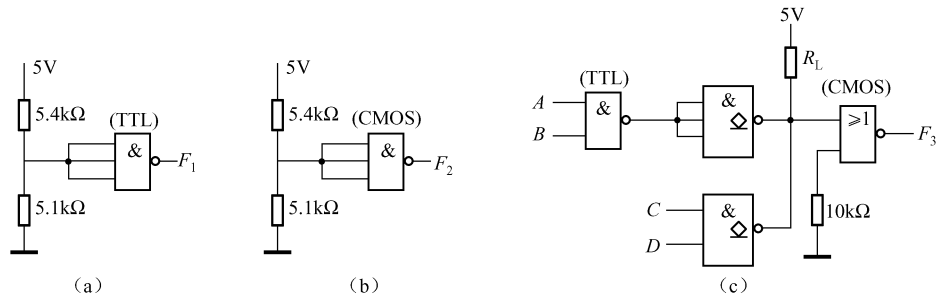 5V
5.4kΩ
(TTL)
&
F₁
5.1kΩ
(a)
5V
5.4kΩ
(CMOS)
&
F₂
5.1kΩ
(b)
5V
R_L
(TTL)
(CMOS)
A
B
&
&
≥1
F₃
C
D
&
10kΩ
(c)